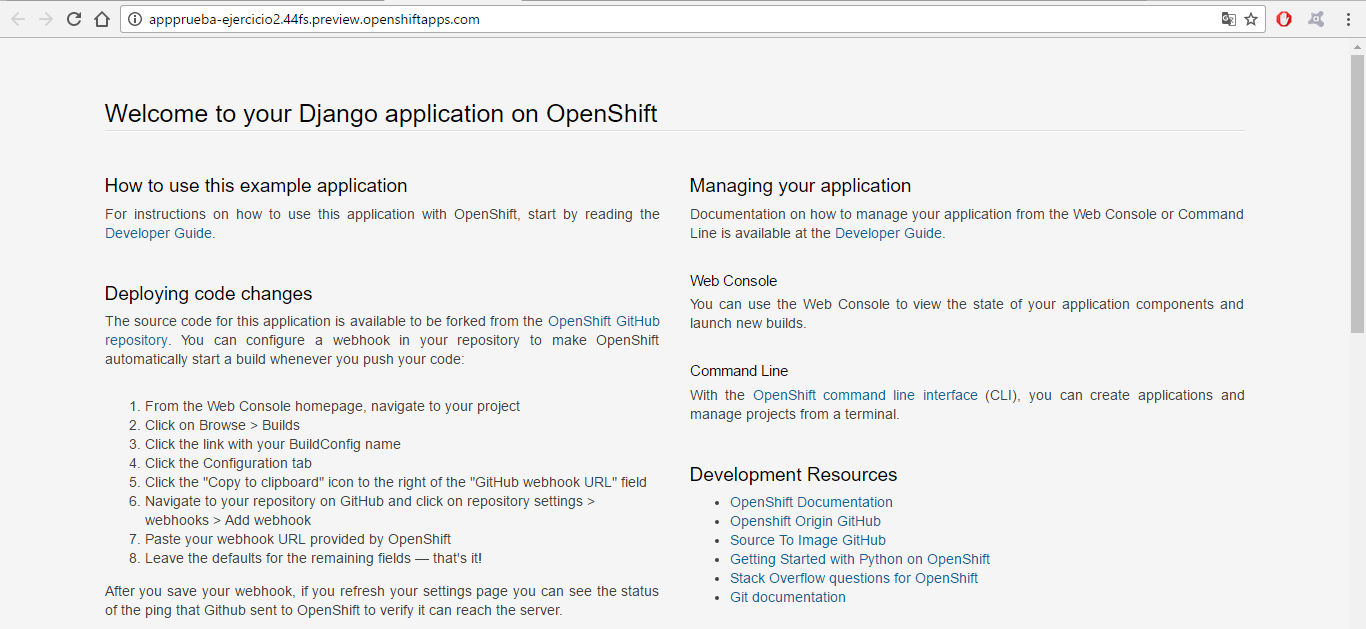 appprueba-ejercicio2.44fs.preview.openshiftapps.com
Welcome to your Django application on OpenShift
How to use this example application
For instructions on how to use this application with OpenShift, start by reading the
Developer Guide.
Deploying code changes
The source code for this application is available to be forked from the OpenShift GitHub
repository. You can configure a webhook in your repository to make OpenShift
automatically start a build whenever you push your code:
1. From the Web Console homepage, navigate to your project
2. Click on Browse > Builds
3. Click the link with your BuildConfig name
4. Click the Configuration tab
5. Click the "Copy to clipboard" icon to the right of the "GitHub webhook URL" field
6. Navigate to your repository on GitHub and click on repository settings >
webhooks > Add webhook
7. Paste your webhook URL provided by OpenShift
8. Leave the defaults for the remaining fields — that's it!
After you save your webhook, if you refresh your settings page you can see the status
of the ping that Github sent to OpenShift to verify it can reach the server.
Managing your application
Documentation on how to manage your application from the Web Console or Command
Line is available at the Developer Guide.
Web Console
You can use the Web Console to view the state of your application components and
launch new builds.
Command Line
With the OpenShift command line interface (CLI), you can create applications and
manage projects from a terminal.
Development Resources
• OpenShift Documentation
• Openshift Origin GitHub
• Source To Image GitHub
• Getting Started with Python on OpenShift
• Stack Overflow questions for OpenShift
• Git documentation